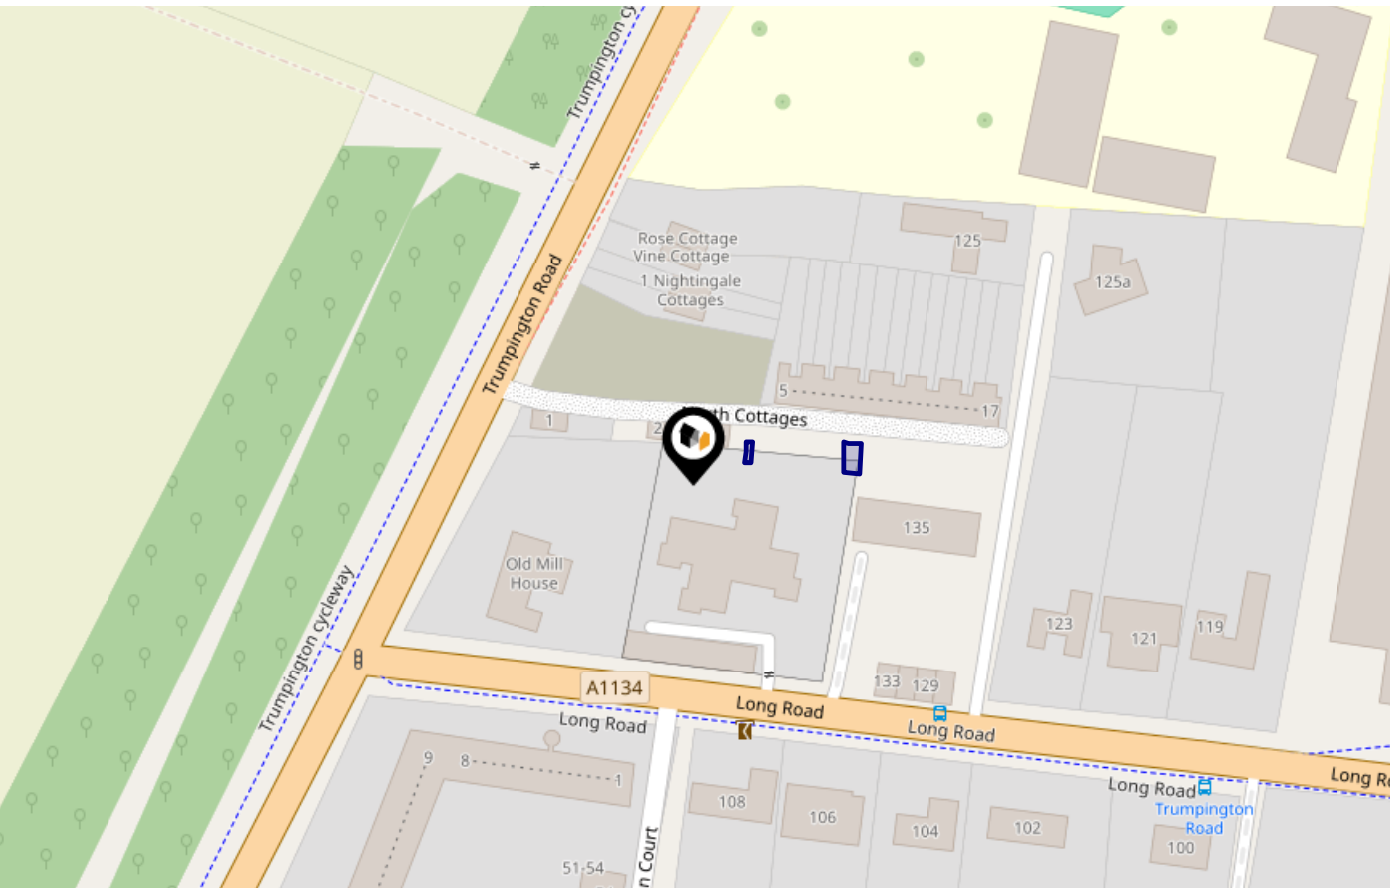 Trumpington cy
Rose Cottage
Vine Cottage
125
1 Nightingale
Cottages
125a
Trumpington Road
5
17
1
2
th Cottages
135
Old Mill
House
Trumpington cycleway
123
121
119
133
129
A1134
Long Road
Long Road
Long Road
Long R
Long Road
Trumpington
Road
9
8
1
108
106
104
102
100
n Court
51-54